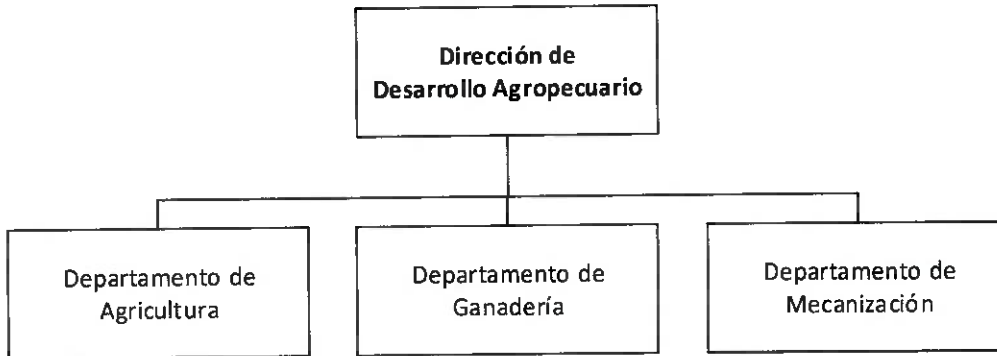 Dirección de
Desarrollo Agropecuario
Departamento de
Agricultura
Departamento de
Ganadería
Departamento de
Mecanización